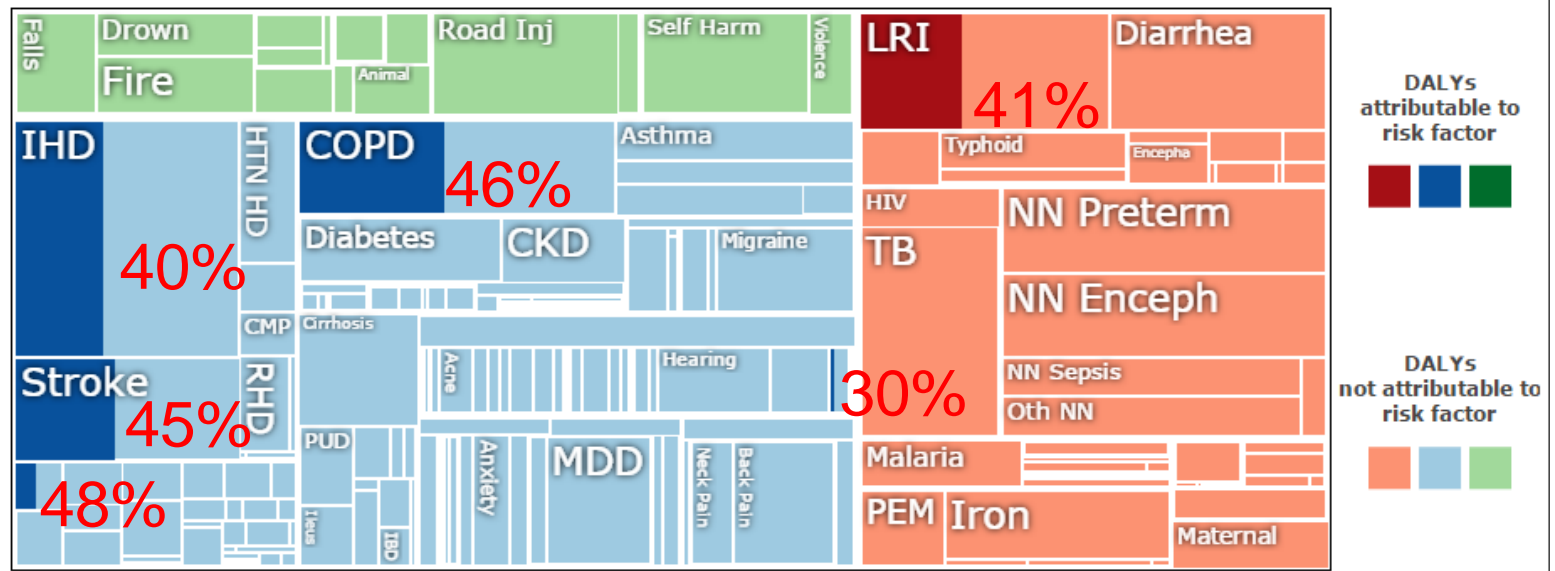 Falls
Drown
Fire
Animal
Road Inj
Self Harm
Violence
LRI
41%
Diarrhea
Typhoid
Encepha
IHD
40%
HTN HD
CMP
COPD
46%
Asthma
Diabetes
CKD
Migraine
Cirrhosis
Acne
Hearing
30%
HIV
TB
NN Preterm
NN Enceph
NN Sepsis
Oth NN
Stroke
45%
RHD
48%
PUD
Ileus
IBD
Anxiety
MDD
Neck Pain
Back Pain
Malaria
PEM
Iron
Maternal
DALYs
attributable to
risk factor
DALYs
not attributable to
risk factor